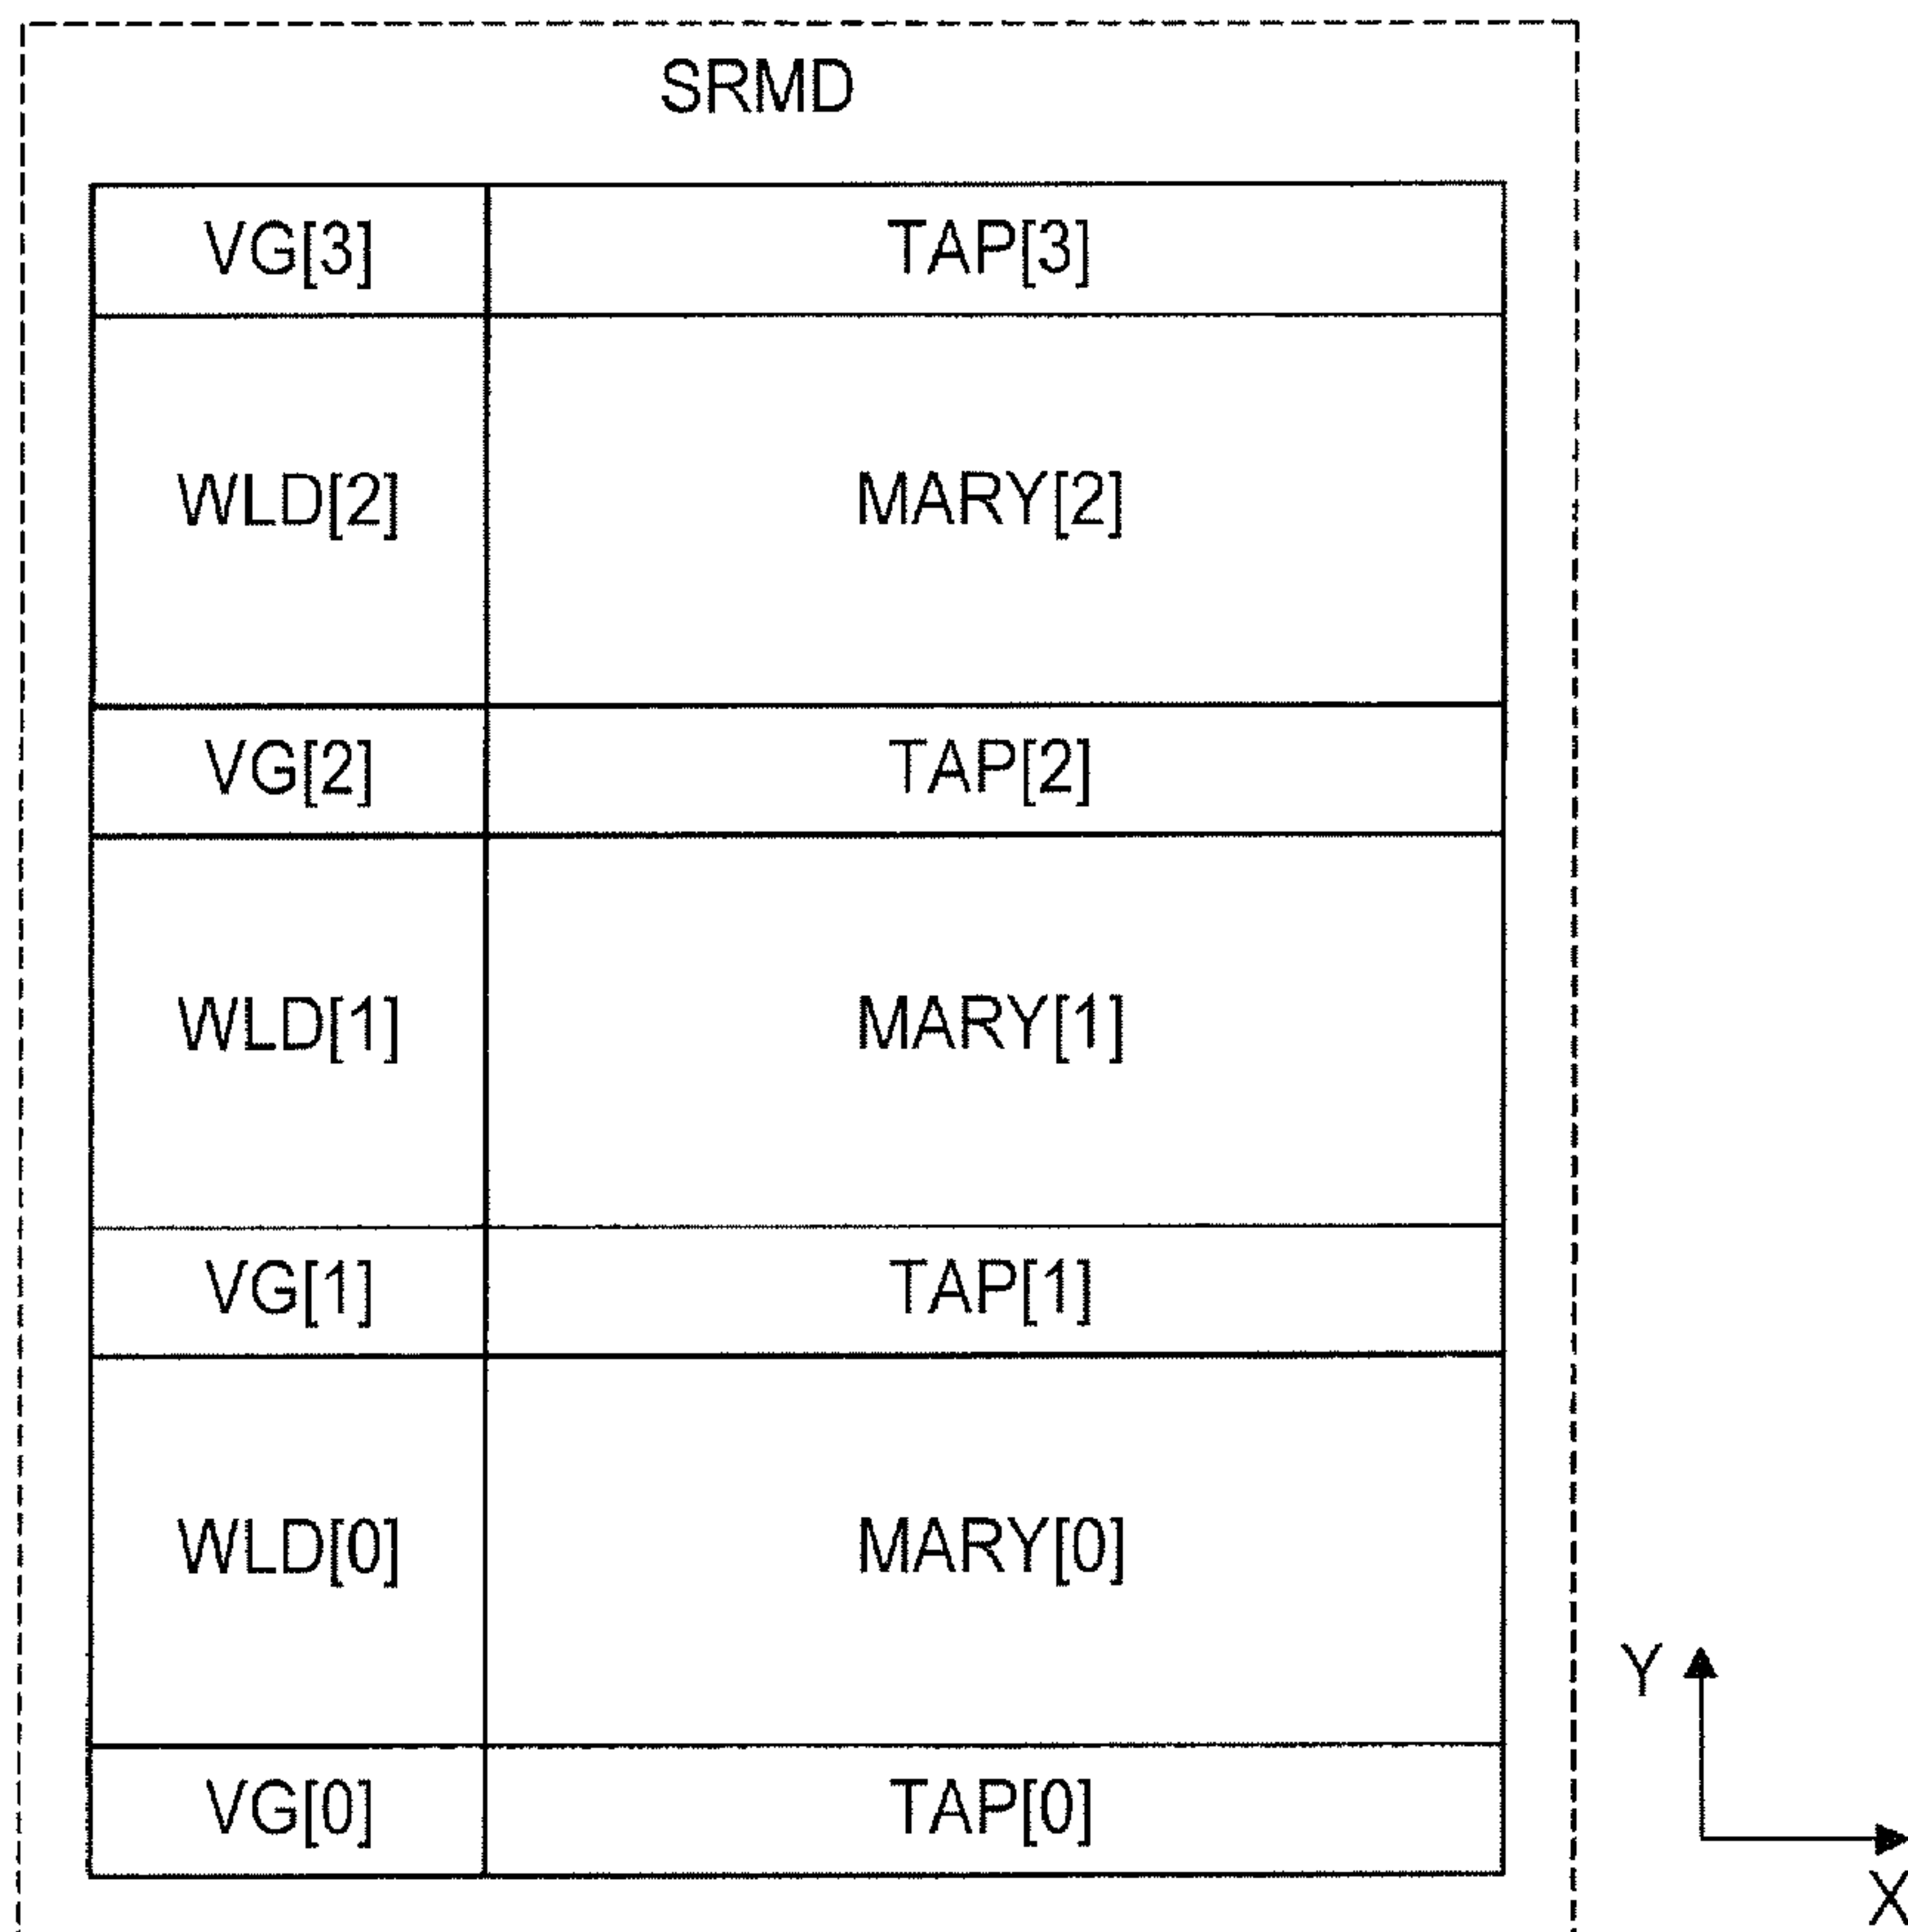 SRMD
VG[3] TAP[3]
WLD[2] MARY[2]
VG[2] TAP[2]
WLD[1] MARY[1]
VG[1] TAP[1]
WLD[0] MARY[0]
VG[0] TAP[0]
Y
X